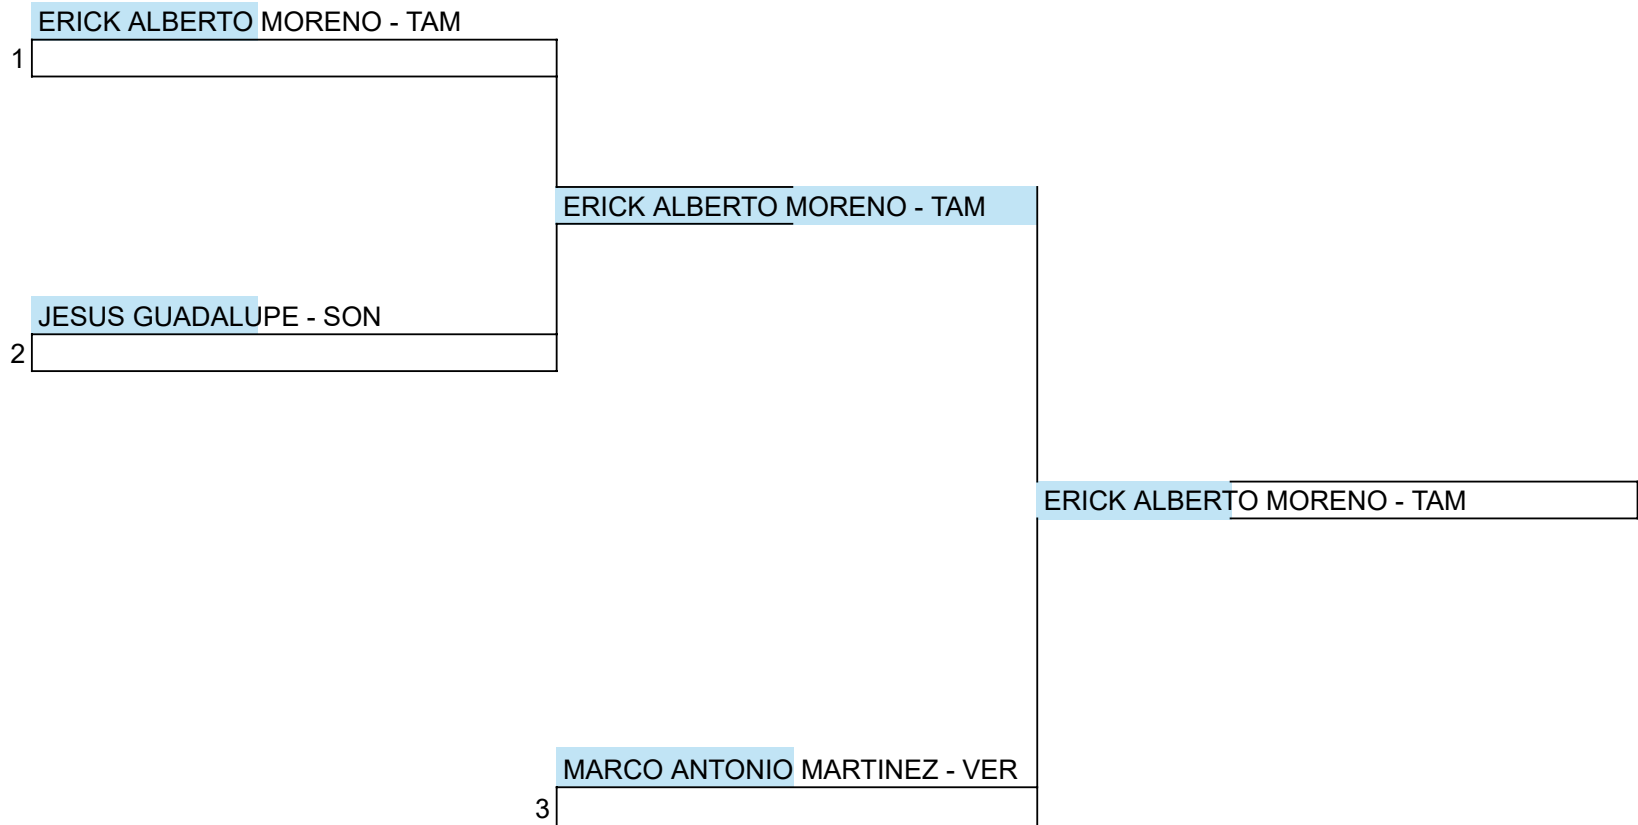 ERICK ALBERTO MORENO - TAM
1
ERICK ALBERTO MORENO - TAM
JESUS GUADALUPE - SON
2
ERICK ALBERTO MORENO - TAM
MARCO ANTONIO MARTINEZ - VER
3